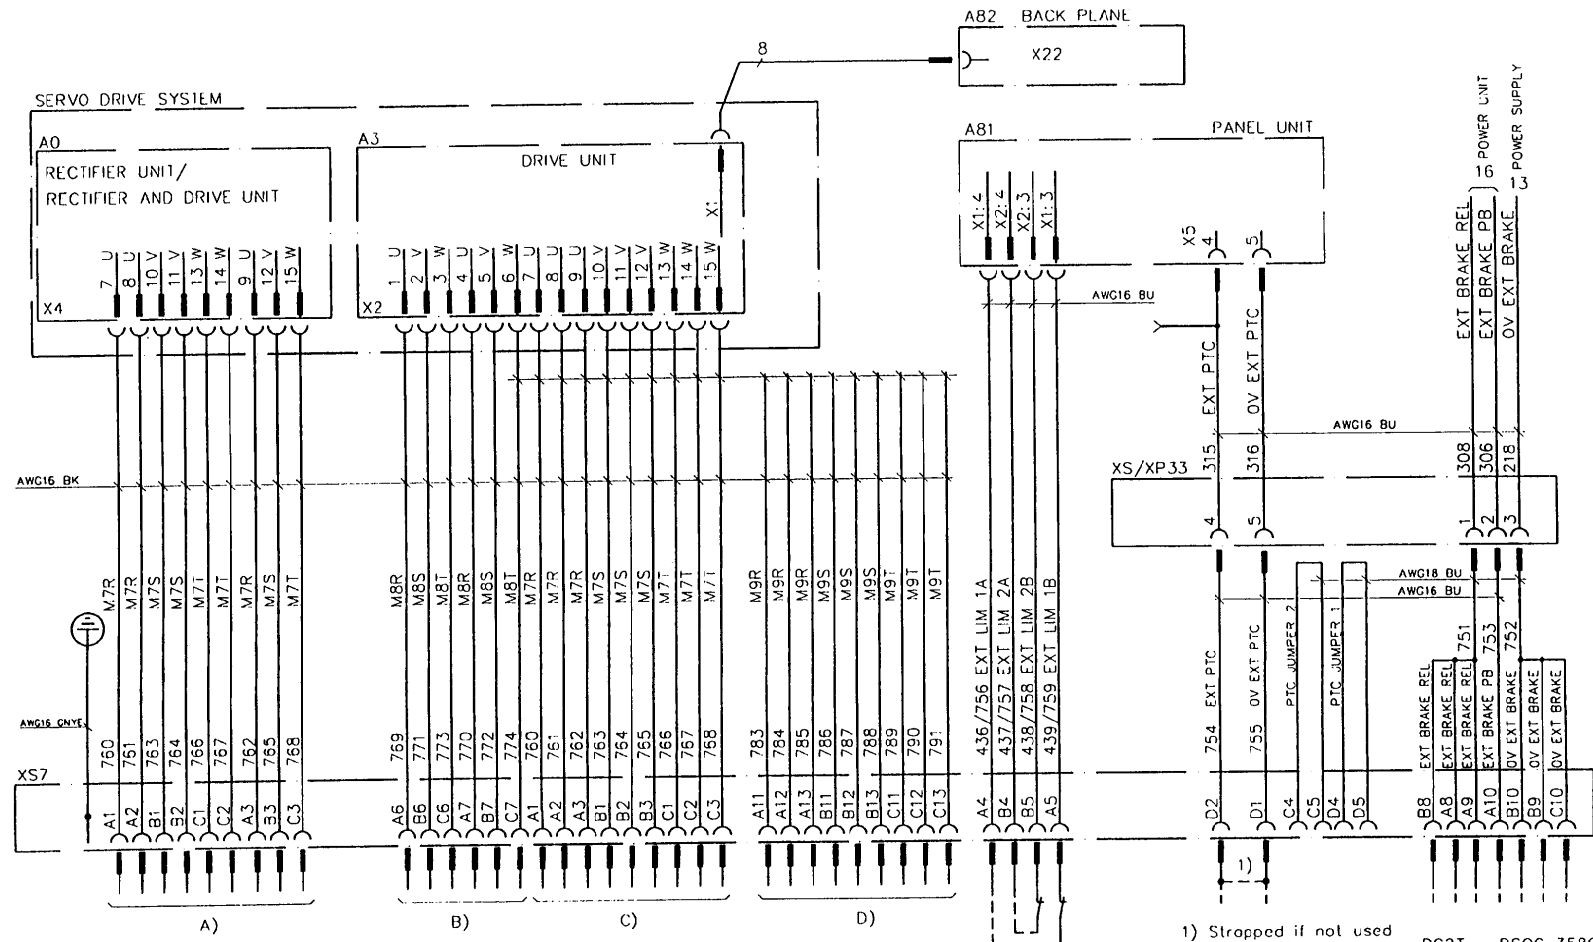 A82 BACK PLANE
X22
8
SERVO DRIVE SYSTEM
A0
RECTIFIER UNIT/
RECTIFIER AND DRIVE UNIT
7 U
8 U
10 V
11 V
13 W
14 W
9 U
12 V
15 W
X4
A3
DRIVE UNIT
X1
1 U
2 V
3 W
4 U
5 V
6 W
7 U
8 U
9 U
10 V
11 V
12 V
13 W
14 W
15 W
X2
A81 PANEL UNIT
X1:4
X2:4
X2:3
X1:3
X5
4
5
AWG16 BU
16 POWER UNIT
13 POWER SUPPLY
EXT BRAKE REL
EXT BRAKE PB
0V EXT BRAKE
EXT PTC
0V EXT PTC
AWG16 BU
315
316
308
306
218
XS/XP33
4
5
1
2
3
AWG16 BK
M7R
M7R
M7S
M7S
M7T
M7T
M7R
M7S
M7T
M8R
M8S
M8T
M8R
M8S
M8T
M7R
M7R
M7R
M7S
M7S
M7S
M7T
M7T
M7T
M9R
M9R
M9R
M9S
M9S
M9S
M9T
M9T
M9T
AWG18 BU
AWG16 BU
AWG16 GNYE
760
761
763
764
766
767
762
765
768
769
771
773
770
772
774
760
761
762
763
764
765
766
767
768
783
784
785
786
787
788
789
790
791
436/756 EXT LIM 1A
437/757 EXT LIM 2A
438/758 EXT LIM 2B
439/759 EXT LIM 1B
754 EXT PTC
755 0V EXT PTC
PTC JUMPER 2
PTC JUMPER 1
751
753
752
EXT BRAKE REL
EXT BRAKE REL
EXT BRAKE REL
EXT BRAKE PB
0V EXT BRAKE
0V EXT BRAKE
0V EXT BRAKE
XS7
A1
A2
B1
B2
C1
C2
A3
B3
C3
A6
B6
C6
A7
B7
C7
A1
A2
A3
B1
B2
B3
C1
C2
C3
A11
A12
A13
B11
B12
B13
C11
C12
C13
A4
B4
B5
A5
D2
D1
C4
C5
D4
D5
B8
A8
A9
A10
B10
B9
C10
A)
B)
C)
D)
1)
1) Strapped if not used